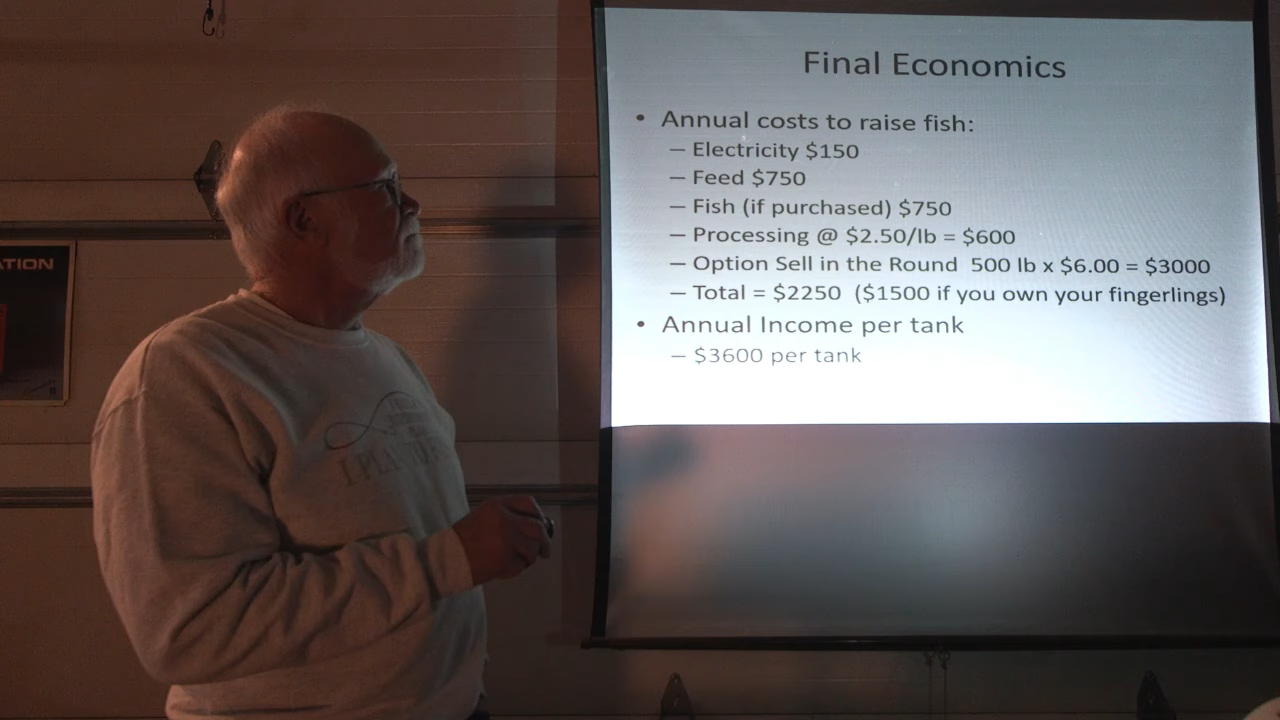 Final Economics
• Annual costs to raise fish:
– Electricity $150
– Feed $750
– Fish (if purchased) $750
– Processing @ $2.50/lb = $600
– Option Sell in the Round 500 lb x $6.00 = $3000
– Total = $2250 ($1500 if you own your fingerlings)
• Annual Income per tank
– $3600 per tank
ATION